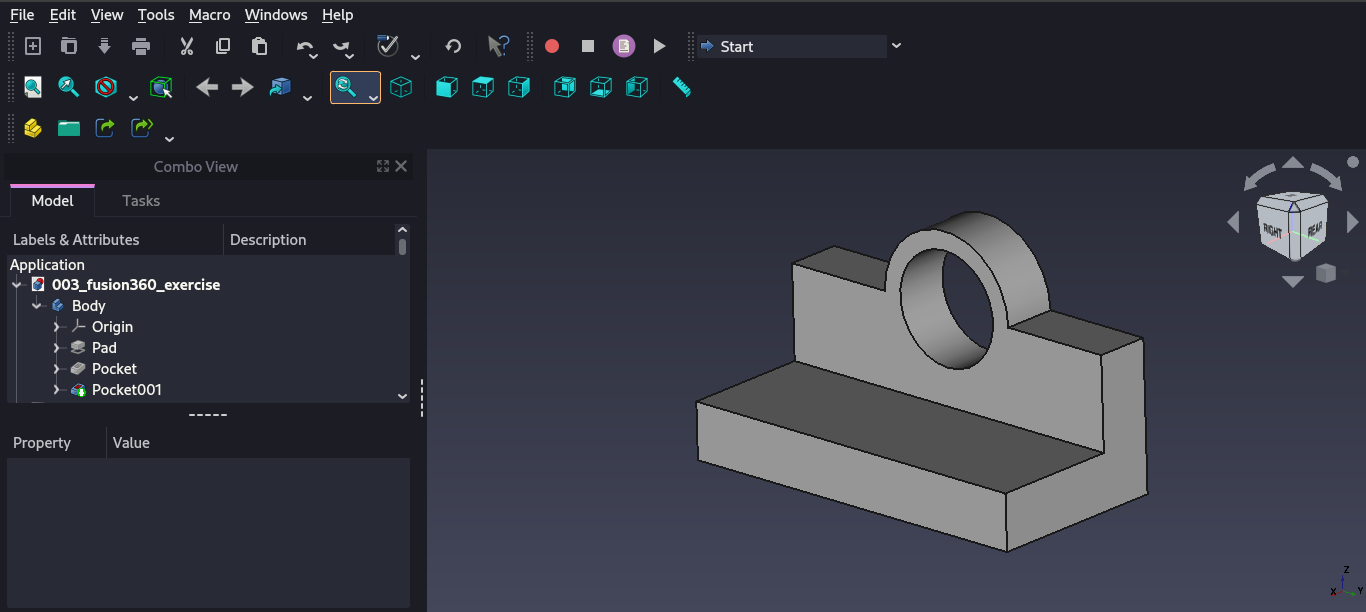 File Edit View Tools Macro Windows Help
Start
Combo View
Model Tasks
Labels & Attributes Description
Application
003_fusion360_exercise
Body
Origin
Pad
Pocket
Pocket001
Property Value
RIGHT REAR
Z
X Y